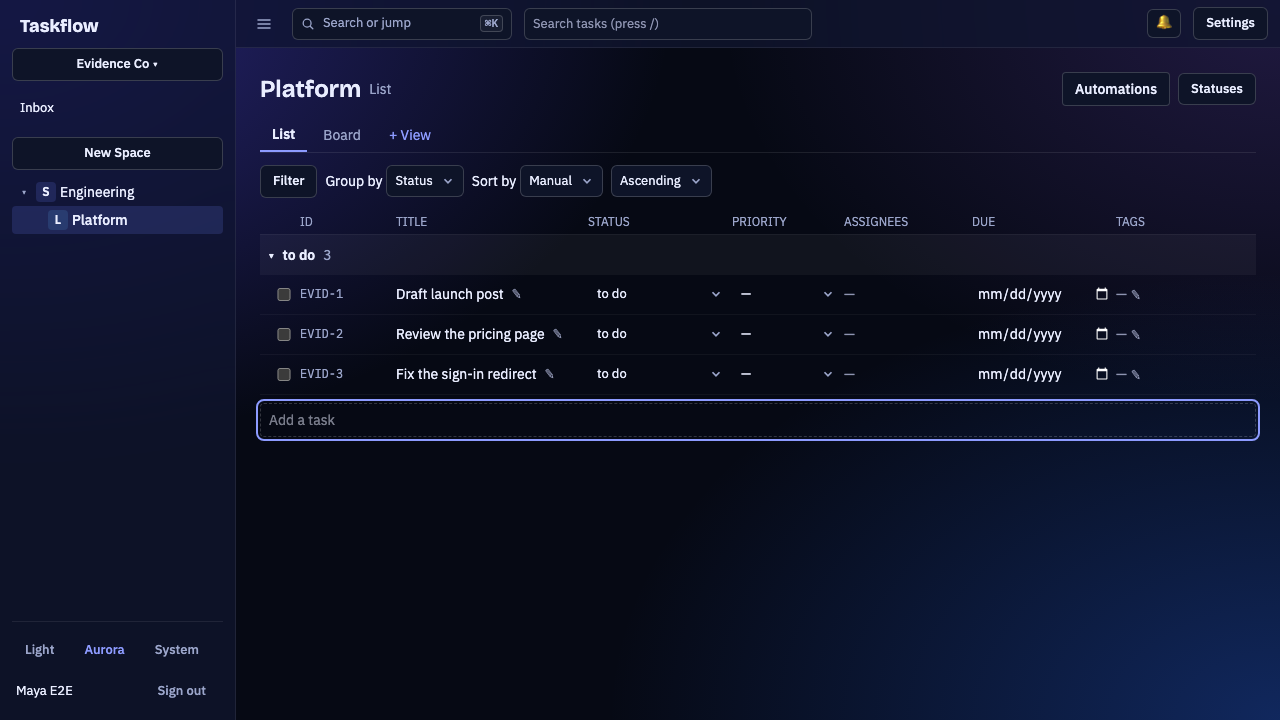 Taskflow
Evidence Co ▾
Inbox
New Space
▾ S Engineering
L Platform
Light Aurora System
Maya E2E Sign out
Search or jump ⌘K
Search tasks (press /)
🔔 Settings
Platform List
Automations Statuses
List Board + View
Filter Group by Status Sort by Manual Ascending
ID TITLE STATUS PRIORITY ASSIGNEES DUE TAGS
▾ to do 3
EVID-1 Draft launch post ✎ to do — — mm/dd/yyyy — ✎
EVID-2 Review the pricing page ✎ to do — — mm/dd/yyyy — ✎
EVID-3 Fix the sign-in redirect ✎ to do — — mm/dd/yyyy — ✎
Add a task